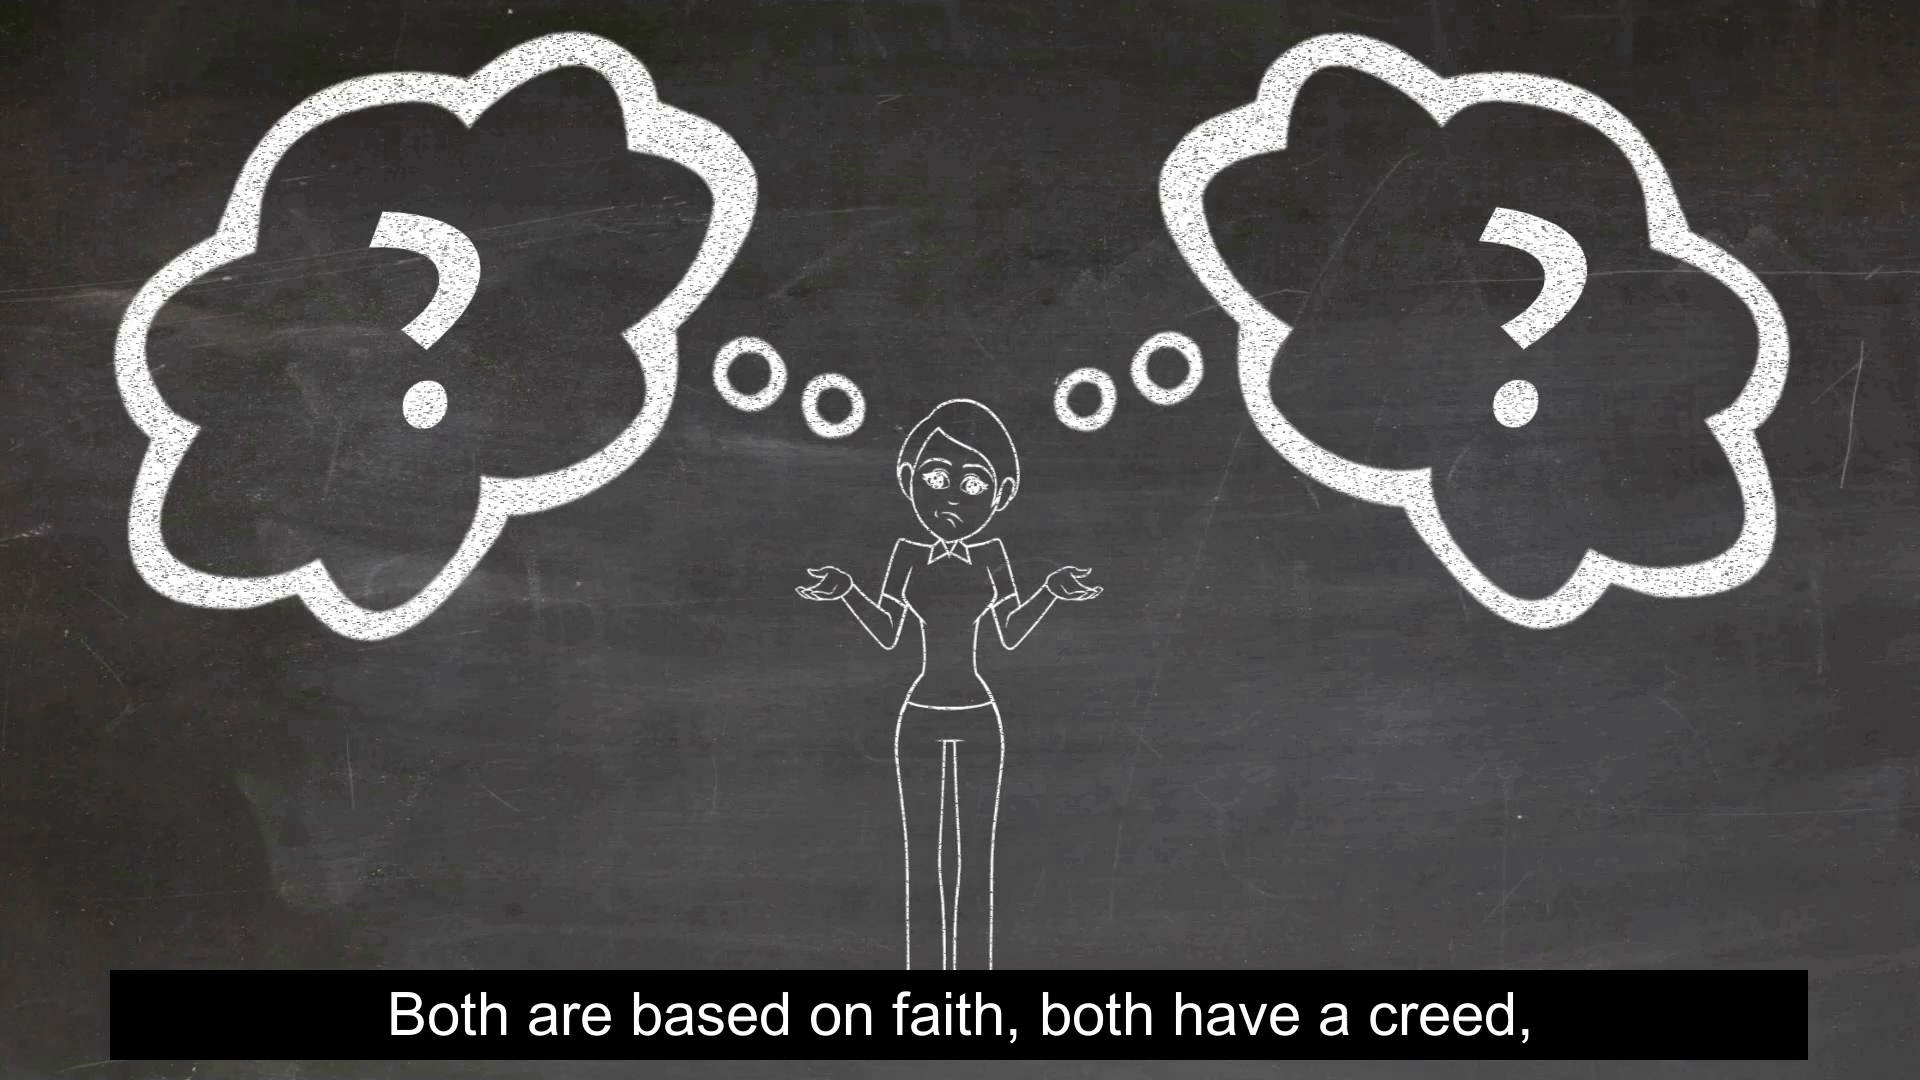 ? ?
Both are based on faith, both have a creed,